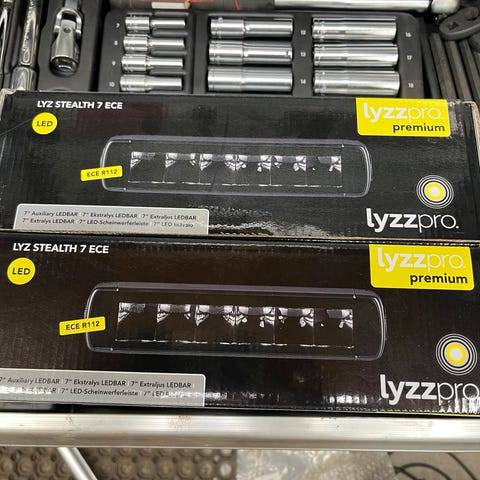 LYZ STEALTH 7 ECE
LED
lyzzpro.
premium
ECE R112
lyzzpro.
7" Auxiliary LEDBAR 7" Ekstralys LEDBAR 7" Extraljus LEDBAR
7" Extralys LEDBAR 7" LED-Scheinwerferleiste 7" LED
LYZ STEALTH 7 ECE
LED
lyzzpro.
premium
ECE R112
lyzzpro.
7" Auxiliary LEDBAR 7" Ekstralys LEDBAR 7" Extraljus LEDBAR
LEDBAR 7" LED-Scheinwerferleiste 7" LED